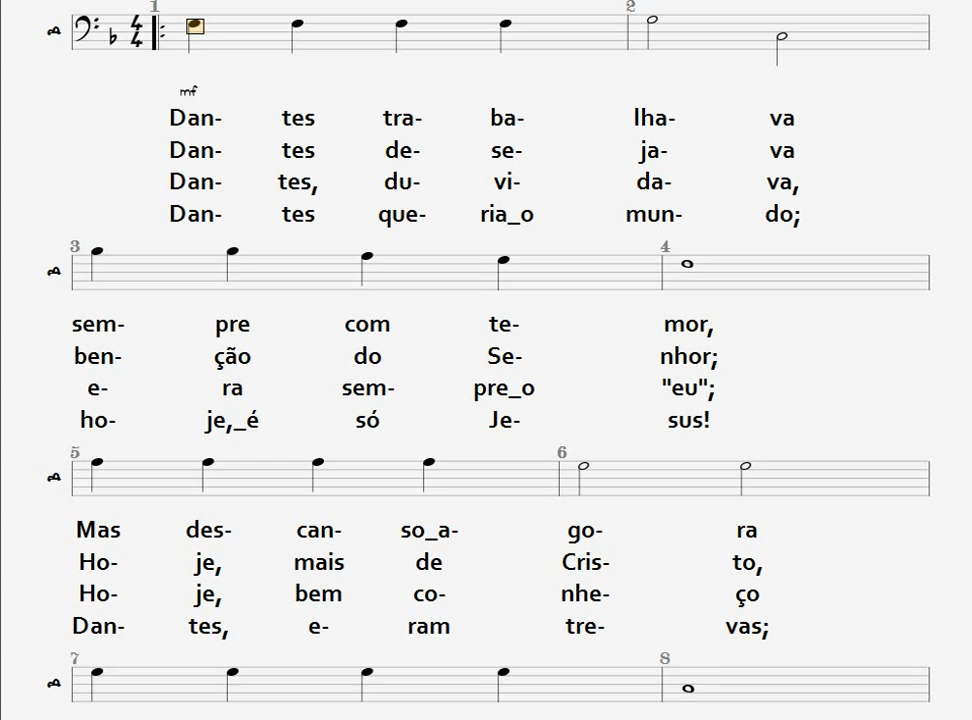 1 2
4
4
mf
Dan- tes tra- ba- lha- va
Dan- tes de- se- ja- va
Dan- tes, du- vi- da- va,
Dan- tes que- ria_o mun- do;
3 4
sem- pre com te- mor,
ben- ção do Se- nhor;
e- ra sem- pre_o "eu";
ho- je,_é só Je- sus!
5 6
Mas des- can- so_a- go- ra
Ho- je, mais de Cris- to,
Ho- je, bem co- nhe- ço
Dan- tes, e- ram tre- vas;
7 8